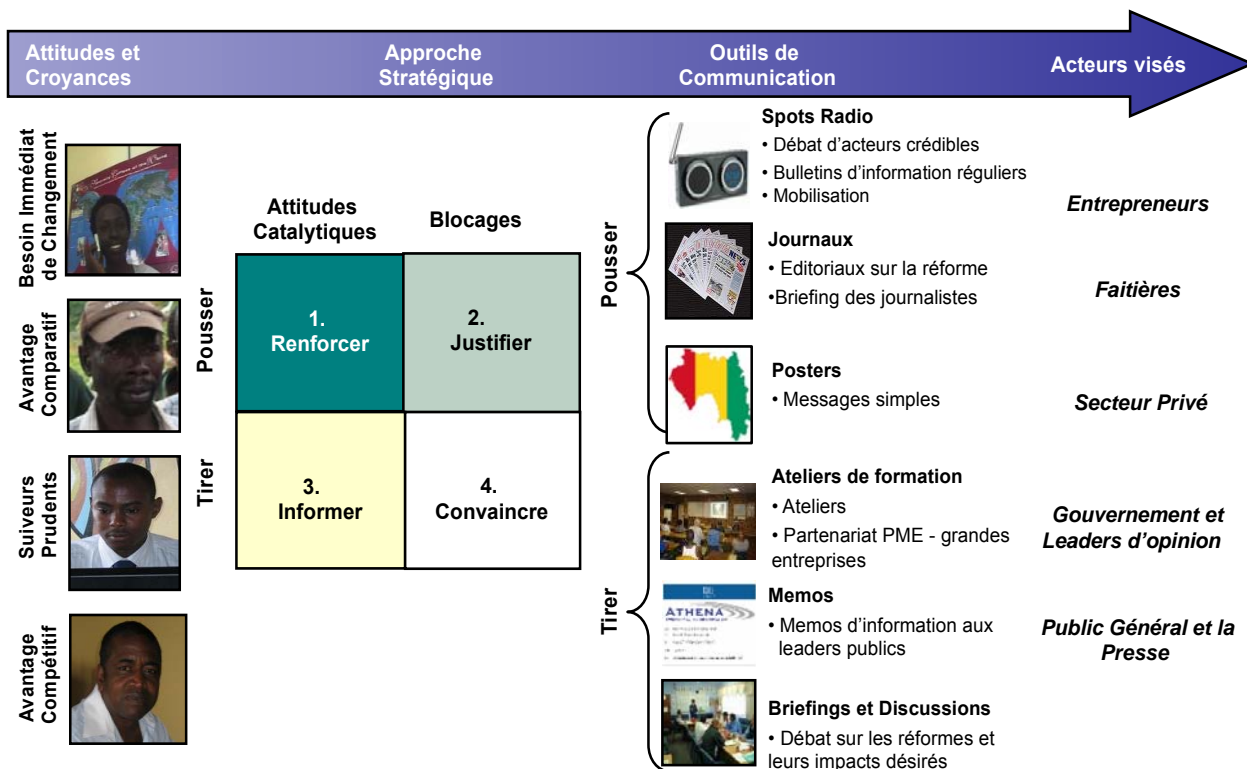 Attitudes et
Croyances
Approche
Stratégique
Outils de
Communication
Acteurs visés
Besoin Immédiat
de Changement
Avantage
Comparatif
Suiveurs
Prudents
Avantage
Compétitif
Pousser
Tirer
Attitudes
Catalytiques
Blocages
1.
Renforcer
2.
Justifier
3.
Informer
4.
Convaincre
Pousser
Spots Radio
• Débat d'acteurs crédibles
• Bulletins d'information réguliers
• Mobilisation
Journaux
• Editoriaux sur la réforme
•Briefing des journalistes
Posters
• Messages simples
Tirer
Ateliers de formation
• Ateliers
• Partenariat PME - grandes
entreprises
Memos
• Memos d'information aux
leaders publics
ATHENA
Briefings et Discussions
• Débat sur les réformes et
leurs impacts désirés
Entrepreneurs
Faitières
Secteur Privé
Gouvernement et
Leaders d'opinion
Public Général et la
Presse